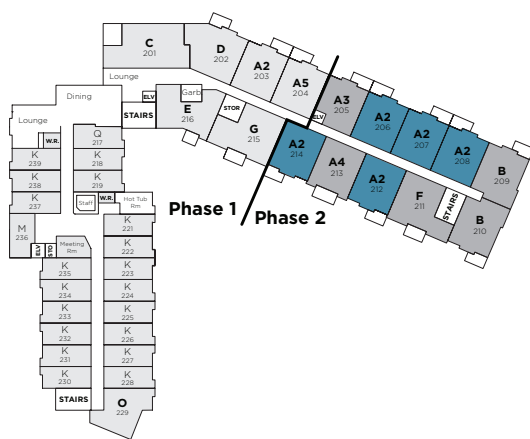 C
201
D
202
A2
203
A5
204
A3
205
A2
206
A2
207
A2
208
B
209
B
210
Lounge
Dining
Lounge
ELV
Garb
STAIRS
E
216
STOR
G
215
ELV
A2
214
A4
213
A2
212
F
211
STAIRS
Phase 1
Phase 2
W.R.
Q
217
K
239
K
218
K
238
K
219
K
237
Staff
W.R.
Hot Tub
Rm
M
236
K
221
ELV
STO
Meeting
Rm
K
222
K
235
K
223
K
234
K
224
K
233
K
225
K
232
K
226
K
231
K
227
K
230
K
228
STAIRS
O
229